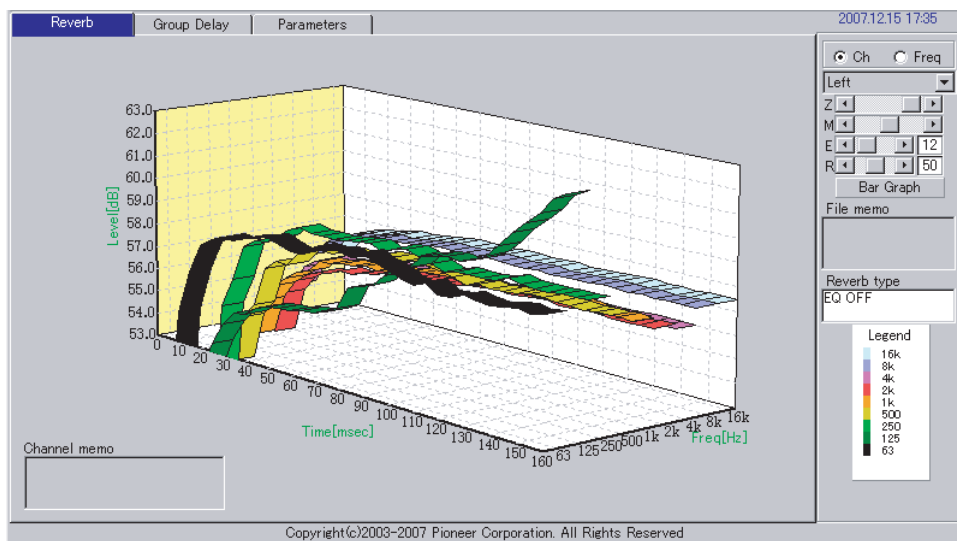 Reverb Group Delay Parameters 2007.12.15 17:35
Ch Freq
Left
Z
M
E 12
R 50
Bar Graph
File memo
Reverb type
EQ OFF
Legend
16k
8k
4k
2k
1k
500
250
125
63
Level[dB]
63.0
62.0
61.0
60.0
59.0
58.0
57.0
56.0
55.0
54.0
53.0
0 10 20 30 40 50 60 70 80 90 100 110 120 130 140 150 160
Time[msec]
63 125 250 500 1k 2k 4k 8k 16k
Freq[Hz]
Channel memo
Copyright(c)2003-2007 Pioneer Corporation. All Rights Reserved